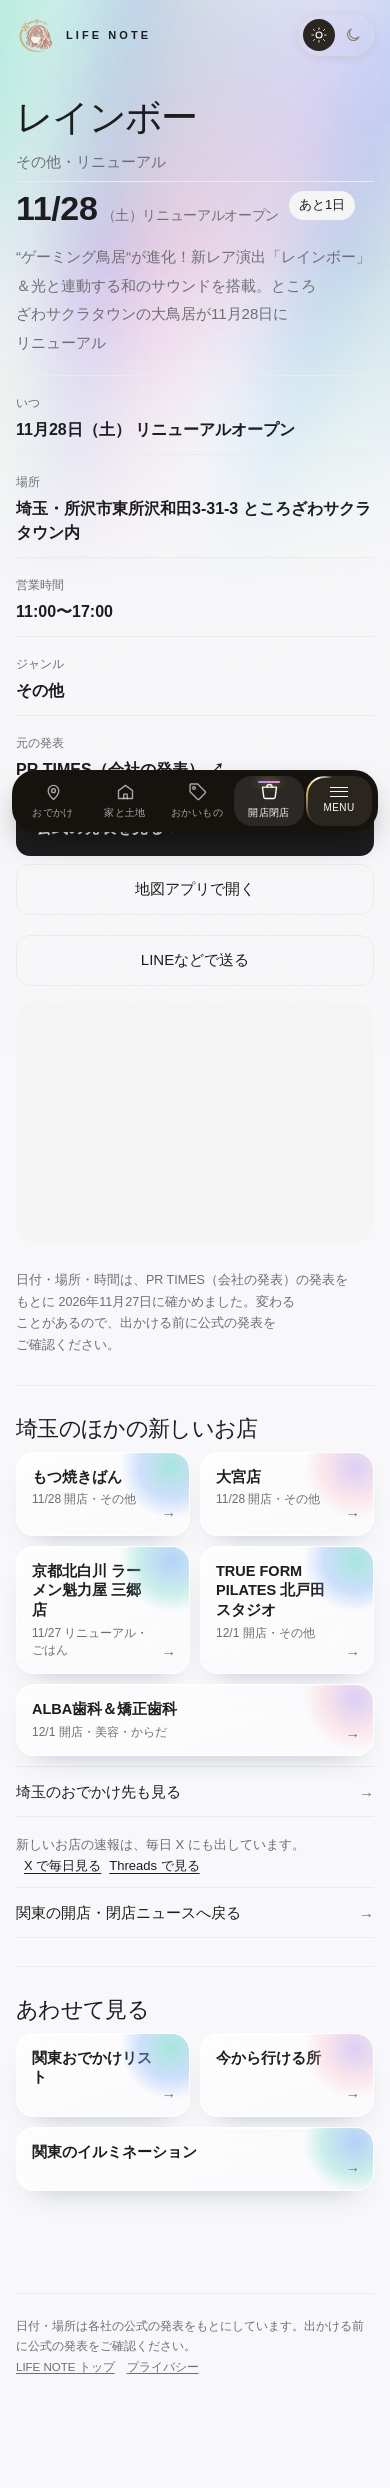 LIFE NOTE
レインボー
その他・リニューアル
11/28 （土）リニューアルオープン あと1日
“ゲーミング鳥居“が進化！新レア演出「レインボー」
＆光と連動する和のサウンドを搭載。ところ
ざわサクラタウンの大鳥居が11月28日に
リニューアル
いつ
11月28日（土） リニューアルオープン
場所
埼玉・所沢市東所沢和田3-31-3 ところざわサクラ
タウン内
営業時間
11:00〜17:00
ジャンル
その他
元の発表
PR TIMES（会社の発表） ↗
おでかけ 家と土地 おかいもの 開店閉店 MENU
地図アプリで開く
LINEなどで送る
日付・場所・時間は、PR TIMES（会社の発表）の発表を
もとに 2026年11月27日に確かめました。変わる
ことがあるので、出かける前に公式の発表を
ご確認ください。
埼玉のほかの新しいお店
もつ焼きばん
11/28 開店・その他
→
大宮店
11/28 開店・その他
→
京都北白川 ラー
メン魁力屋 三郷
店
11/27 リニューアル・
ごはん
→
TRUE FORM
PILATES 北戸田
スタジオ
12/1 開店・その他
→
ALBA歯科＆矯正歯科
12/1 開店・美容・からだ
→
埼玉のおでかけ先も見る →
新しいお店の速報は、毎日 X にも出しています。
X で毎日見る Threads で見る
関東の開店・閉店ニュースへ戻る →
あわせて見る
関東おでかけリス
ト
→
今から行ける所
→
関東のイルミネーション
→
日付・場所は各社の公式の発表をもとにしています。出かける前
に公式の発表をご確認ください。
LIFE NOTE トップ プライバシー